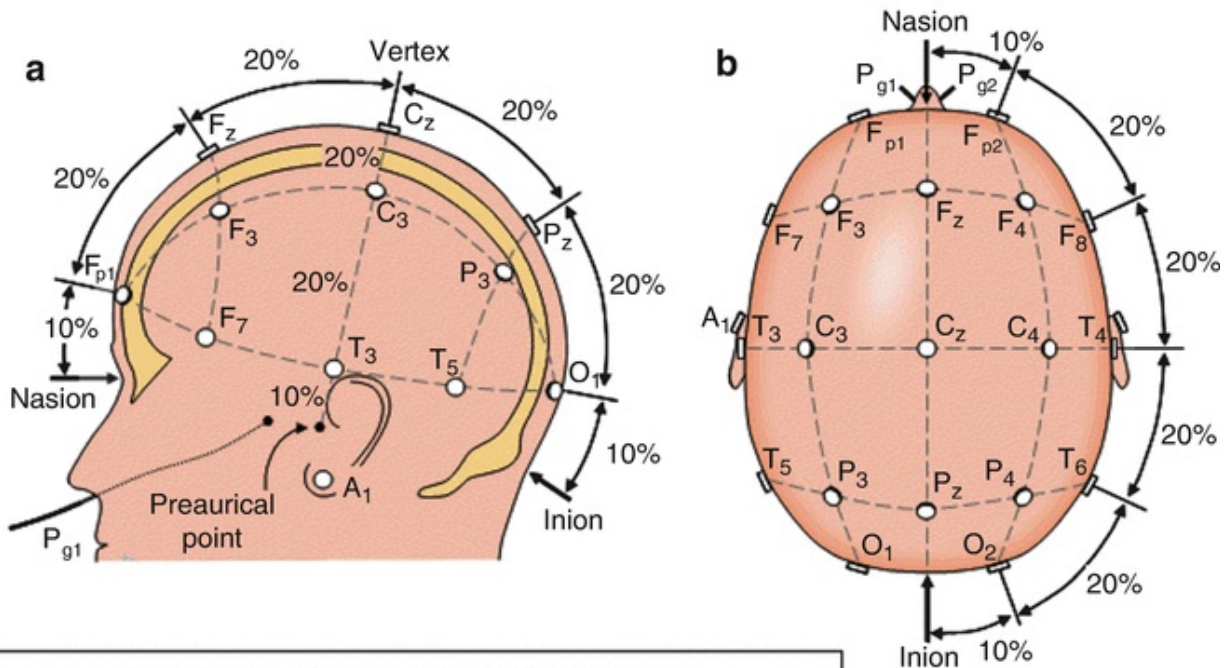 a
Vertex
20%
20%
Cz
Fz
20%
20%
C3
F3
Pz
Fp1
P3
20%
20%
10%
F7
T3
T5
O1
Nasion
10%
10%
A1
Preaurical
point
Inion
Pg1
b
Nasion
10%
Pg1
Pg2
Fp1
Fp2
20%
F7
F3
Fz
F4
F8
20%
A1
T3
C3
Cz
C4
T4
20%
T5
P3
Pz
P4
T6
O1
O2
20%
Inion
10%